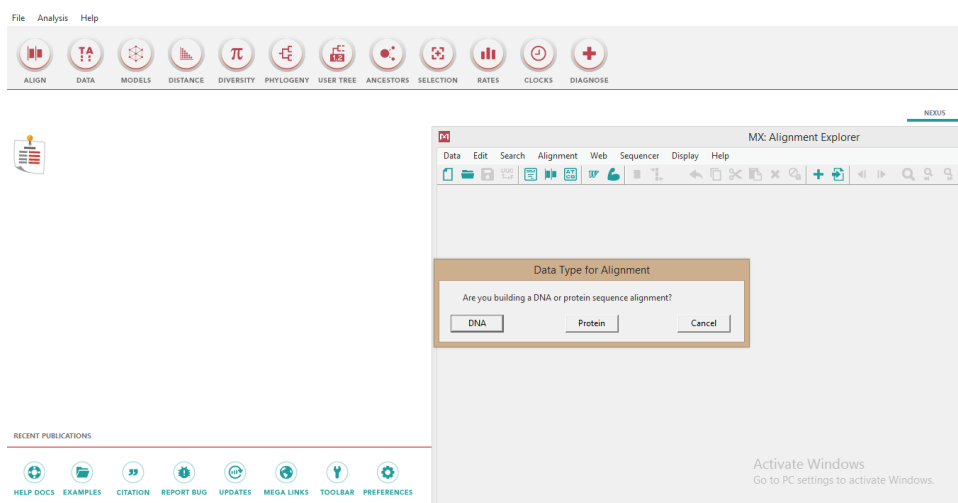 File Analysis Help
TA
12
π
ALIGN DATA MODELS DISTANCE DIVERSITY PHYLOGENY USER TREE ANCESTORS SELECTION RATES CLOCKS DIAGNOSE
NEXUS
M MX: Alignment Explorer
Data Edit Search Alignment Web Sequencer Display Help
Data Type for Alignment
Are you building a DNA or protein sequence alignment?
DNA Protein Cancel
RECENT PUBLICATIONS
HELP DOCS EXAMPLES CITATION REPORT BUG UPDATES MEGA LINKS TOOLBAR PREFERENCES
Activate Windows
Go to PC settings to activate Windows.